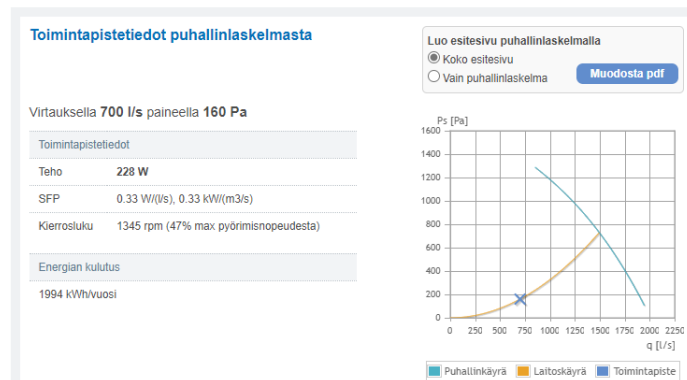 Toimintapistetiedot puhallinlaskelmasta
Luo esitesivu puhallinlaskelmalla
Koko esitesivu
Vain puhallinlaskelma
Muodosta pdf
Virtauksella 700 l/s paineella 160 Pa
Toimintapistetiedot
Teho 228 W
SFP 0.33 W/(l/s), 0.33 kW/(m3/s)
Kierrosluku 1345 rpm (47% max pyörimisnopeudesta)
Energian kulutus
1994 kWh/vuosi
Ps [Pa]
1600
1400
1200
1000
800
600
400
200
0
0 250 500 750 1000 1250 1500 1750 2000 2250
q [l/s]
Puhallinkäyrä Laitoskäyrä Toimintapiste